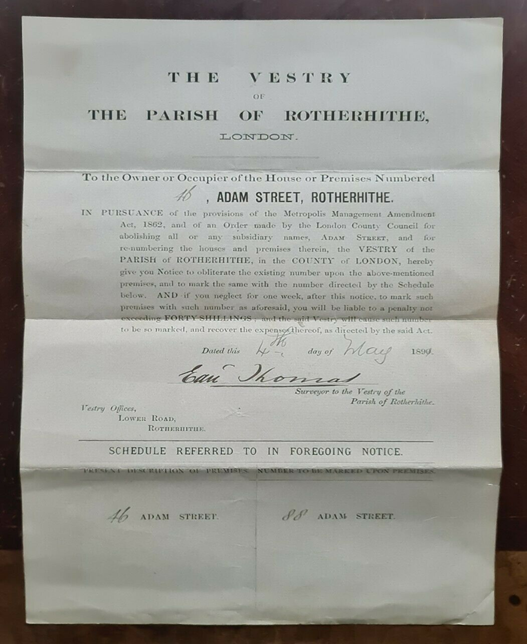 THE VESTRY
OF
THE PARISH OF ROTHERHITHE,
LONDON.
To the Owner or Occupier of the House or Premises Numbered
46, ADAM STREET, ROTHERHITHE.
IN PURSUANCE of the provisions of the Metropolis Management Amendment
Act, 1862, and of an Order made by the London County Council for
abolishing all or any subsidiary names, ADAM STREET, and for
re-numbering the houses and premises therein, the VESTRY of the
PARISH of ROTHERHITHE, in the COUNTY of LONDON, hereby
give you Notice to obliterate the existing number upon the above-mentioned
premises, and to mark the same with the number directed by the Schedule
below. AND if you neglect for one week, after this notice, to mark such
premises with such number as aforesaid, you will be liable to a penalty not
exceeding FORTY SHILLINGS and the said Vestry will cause such number
to be so marked, and recover the expenses thereof, as directed by the said Act.
Dated this 4th day of May
Thomas
Surveyor to the Vestry of the
Parish of Rotherhithe.
Vestry Offices,
LOWER ROAD,
ROTHERHITHE.
SCHEDULE REFERRED TO IN FOREGOING NOTICE.
PRESENT DESCRIPTION OF PREMISES. NUMBER TO BE MARKED UPON PREMISES.
46 ADAM STREET. 88 ADAM STREET.